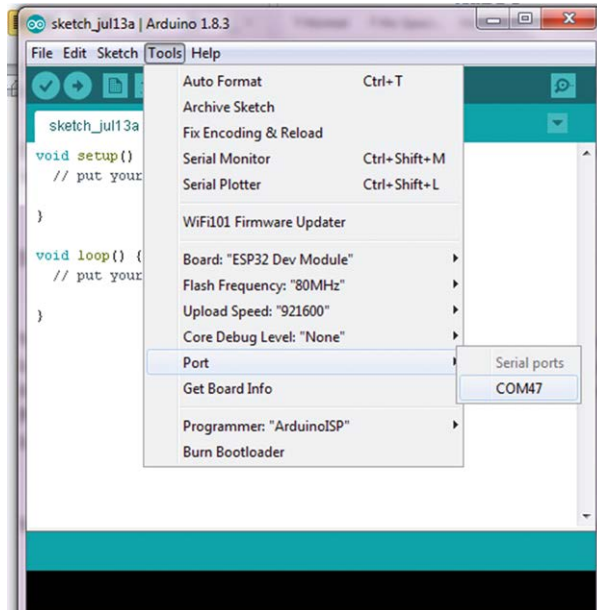 sketch_jul13a | Arduino 1.8.3
File Edit Sketch Tools Help
sketch_jul13a
void setup()
// put your
}
void loop() {
// put your
}
Auto Format Ctrl+T
Archive Sketch
Fix Encoding & Reload
Serial Monitor Ctrl+Shift+M
Serial Plotter Ctrl+Shift+L
WiFi101 Firmware Updater
Board: "ESP32 Dev Module"
Flash Frequency: "80MHz"
Upload Speed: "921600"
Core Debug Level: "None"
Port
Get Board Info
Programmer: "ArduinoISP"
Burn Bootloader
Serial ports
COM47